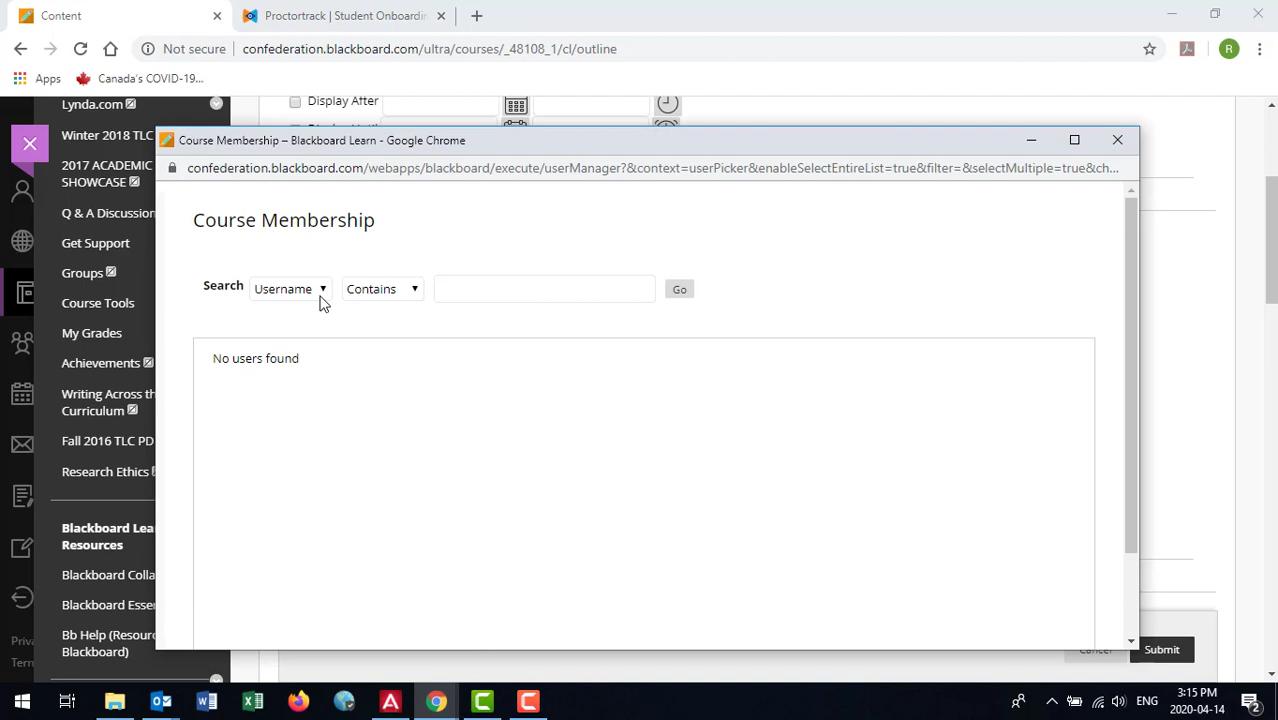 Content
Proctortrack | Student Onboardin
Not secure
confederation.blackboard.com/ultra/courses/_48108_1/cl/outline
R
Apps
Canada's COVID-19...
Lynda.com
Display After
Winter 2018 TLC
Course Membership – Blackboard Learn - Google Chrome
2017 ACADEMIC
SHOWCASE
confederation.blackboard.com/webapps/blackboard/execute/userManager?&context=userPicker&enableSelectEntireList=true&filter=&selectMultiple=true&ch...
Q & A Discussion
Course Membership
Get Support
Groups
Search Username Contains Go
Course Tools
My Grades
No users found
Achievements
Writing Across th
Curriculum
Fall 2016 TLC PD
Research Ethics
Blackboard Lea
Resources
Blackboard Colla
Blackboard Esse
Bb Help (Resour
Blackboard)
Priva
Term
Cancel
Submit
ENG
3:15 PM
2020-04-14
2